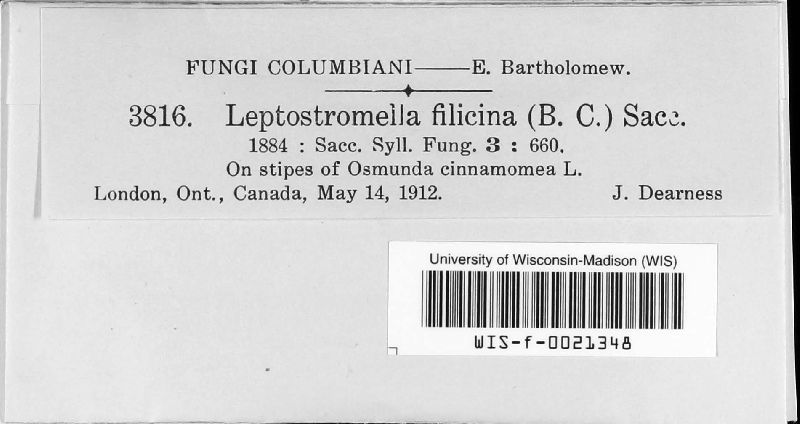 FUNGI COLUMBIANI——E. Bartholomew.
3816. Leptostromella filicina (B. C.) Sacc.
1884 : Sacc. Syll. Fung. 3 : 660.
On stipes of Osmunda cinnamomea L.
London, Ont., Canada, May 14, 1912. J. Dearness
University of Wisconsin-Madison (WIS)
WIS-f-0021348